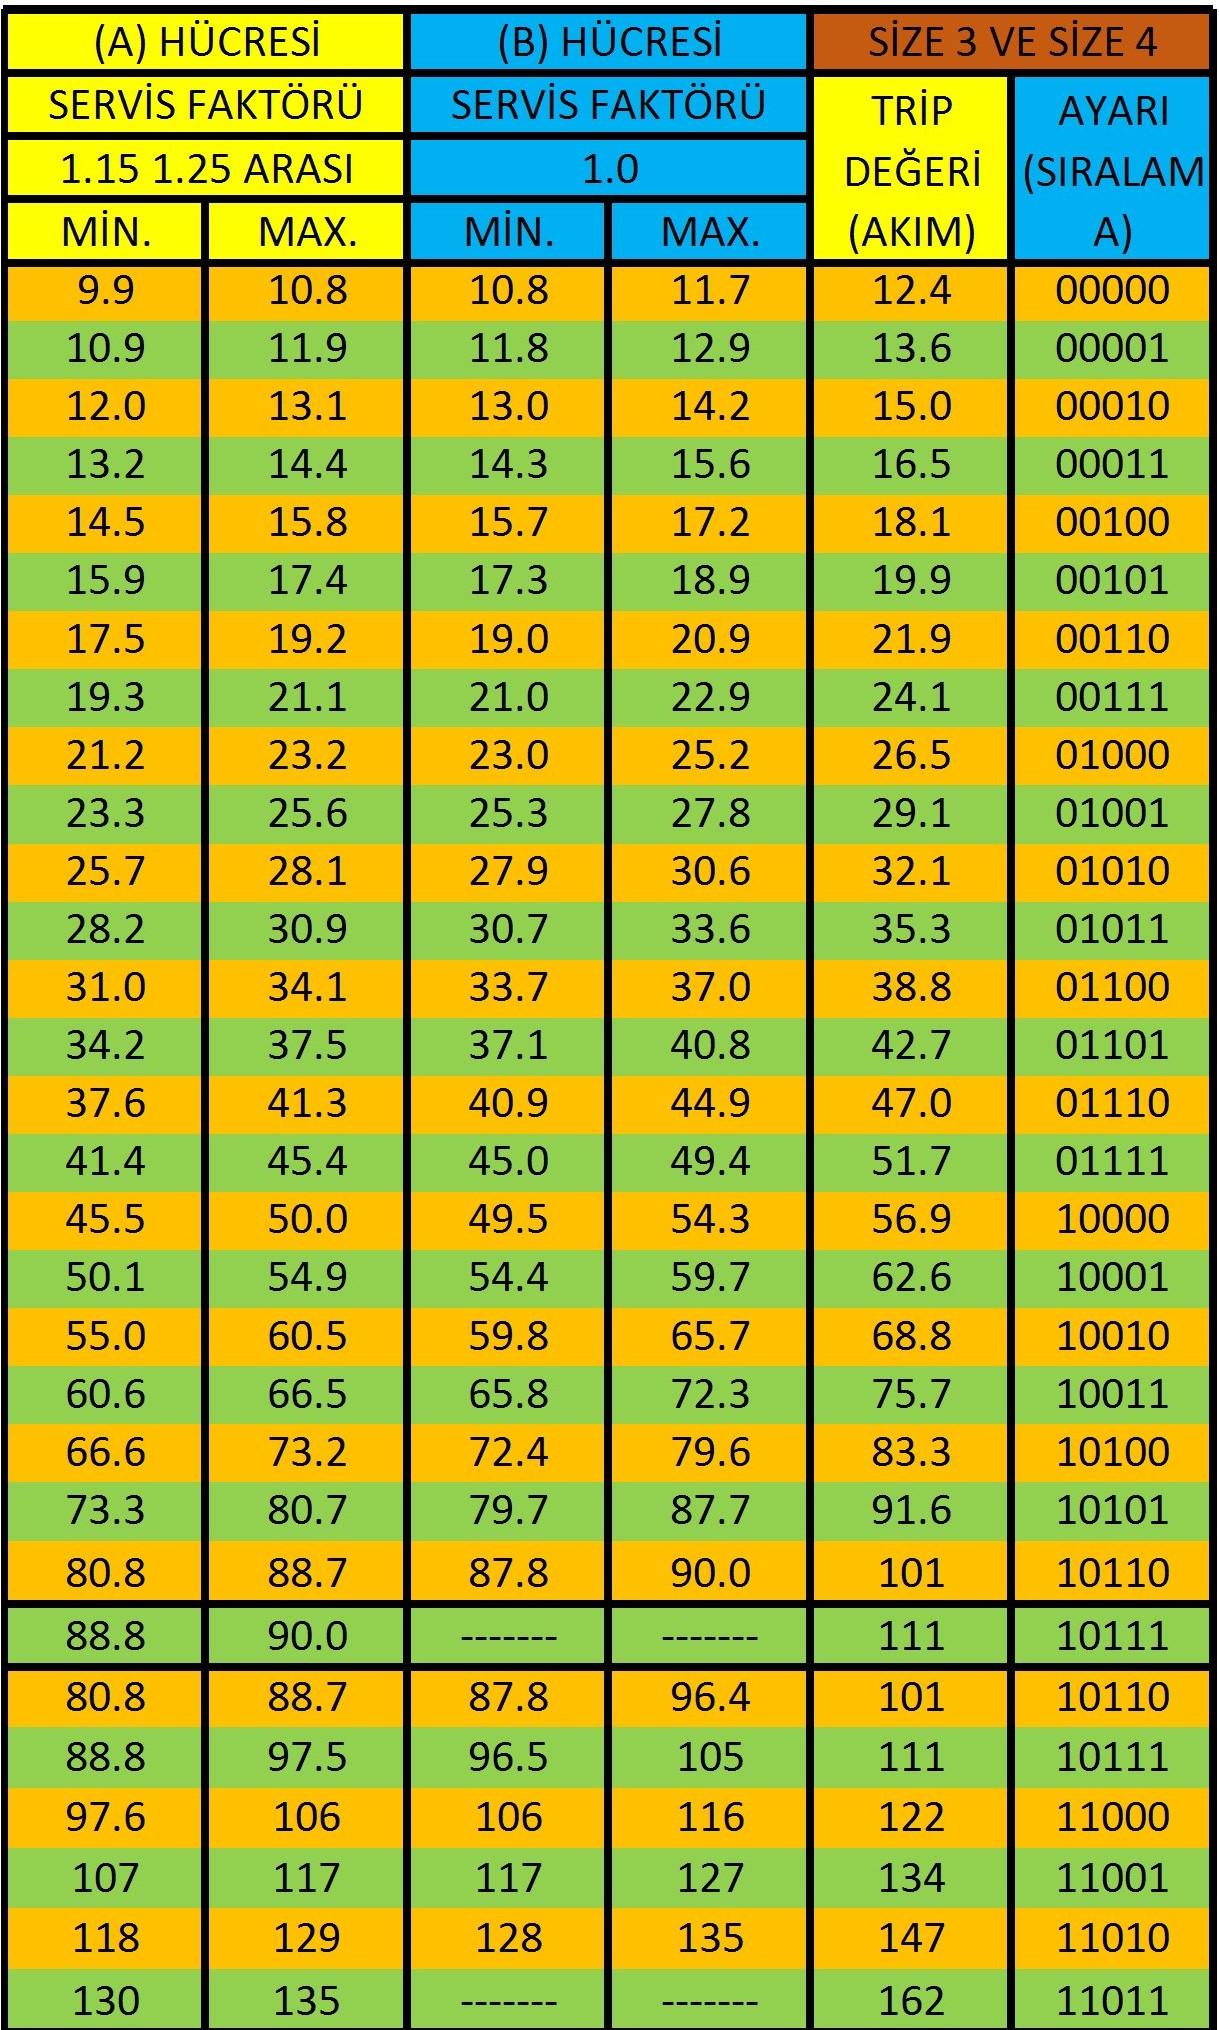 (A) HÜCRESİ (B) HÜCRESİ SİZE 3 VE SİZE 4
SERVİS FAKTÖRÜ SERVİS FAKTÖRÜ TRİP AYARI
1.15 1.25 ARASI 1.0 DEĞERİ (SIRALAM
MİN. MAX. MİN. MAX. (AKIM) A)
9.9 10.8 10.8 11.7 12.4 00000
10.9 11.9 11.8 12.9 13.6 00001
12.0 13.1 13.0 14.2 15.0 00010
13.2 14.4 14.3 15.6 16.5 00011
14.5 15.8 15.7 17.2 18.1 00100
15.9 17.4 17.3 18.9 19.9 00101
17.5 19.2 19.0 20.9 21.9 00110
19.3 21.1 21.0 22.9 24.1 00111
21.2 23.2 23.0 25.2 26.5 01000
23.3 25.6 25.3 27.8 29.1 01001
25.7 28.1 27.9 30.6 32.1 01010
28.2 30.9 30.7 33.6 35.3 01011
31.0 34.1 33.7 37.0 38.8 01100
34.2 37.5 37.1 40.8 42.7 01101
37.6 41.3 40.9 44.9 47.0 01110
41.4 45.4 45.0 49.4 51.7 01111
45.5 50.0 49.5 54.3 56.9 10000
50.1 54.9 54.4 59.7 62.6 10001
55.0 60.5 59.8 65.7 68.8 10010
60.6 66.5 65.8 72.3 75.7 10011
66.6 73.2 72.4 79.6 83.3 10100
73.3 80.7 79.7 87.7 91.6 10101
80.8 88.7 87.8 90.0 101 10110
88.8 90.0 ------- ------- 111 10111
80.8 88.7 87.8 96.4 101 10110
88.8 97.5 96.5 105 111 10111
97.6 106 106 116 122 11000
107 117 117 127 134 11001
118 129 128 135 147 11010
130 135 ------- ------- 162 11011